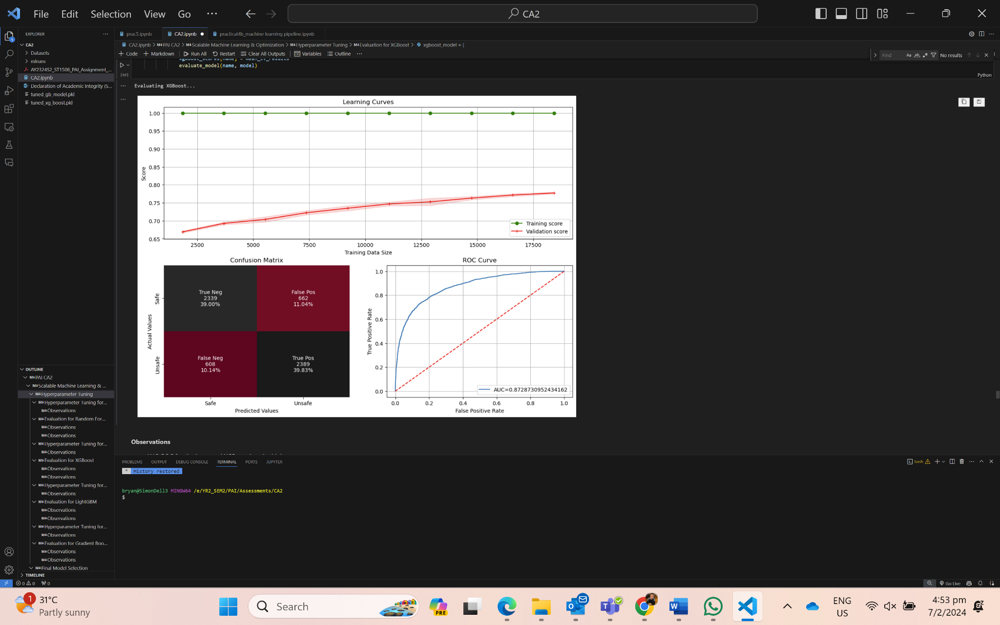 File Edit Selection View Go ···
CA2
EXPLORER
prac5.ipynb
CA2.ipynb
practical4b_machine learning pipeline.ipynb
CA2
Datasets
mlruns
AY2324S2_ST1508_PAI_Assignment_...
CA2.ipynb
Declaration of Academic Integrity (S...
tuned_gb_model.pkl
tuned_xg_boost.pkl
CA2.ipynb > M↓PAI CA2 > M↓Scalable Machine Learning & Optimization > M↓Hyperparameter Tuning > M↓Evaluation for XGBoost > xgboost_model = [
+ Code + Markdown Run All Restart Clear All Outputs Variables Outline ···
Find Aa ab No results
evaluate_model(name, model)
[69]
Python
Evaluating XGBoost...
Learning Curves
1.00
0.95
0.90
0.85
0.80
0.75
0.70
0.65
Score
2500 5000 7500 10000 12500 15000 17500
Training Data Size
Training score
Validation score
Confusion Matrix
True Neg
2339
39.00%
False Pos
662
11.04%
False Neg
608
10.14%
True Pos
2389
39.83%
Safe
Unsafe
Actual Values
Safe Unsafe
Predicted Values
ROC Curve
1.0
0.8
0.6
0.4
0.2
0.0
True Positive Rate
AUC=0.8728730952434162
0.0 0.2 0.4 0.6 0.8 1.0
False Positive Rate
Observations
OUTLINE
M↓PAI CA2
M↓Scalable Machine Learning & ...
M↓Hyperparameter Tuning
M↓Hyperparameter Tuning for...
M↓Observations
M↓Evaluation for Random For...
M↓Observations
M↓Observations
M↓Hyperparameter Tuning for...
M↓Observations
M↓Evaluation for XGBoost
M↓Observations
M↓Observations
M↓Hyperparameter Tuning for...
M↓Observations
M↓Evaluation for LightGBM
M↓Observations
M↓Observations
M↓Hyperparameter Tuning for...
M↓Observations
M↓Evaluation for Gradient Boo...
M↓Observations
M↓Observations
M↓Final Model Selection
TIMELINE
PROBLEMS OUTPUT DEBUG CONSOLE TERMINAL PORTS JUPYTER
bash
* History restored
bryan@SimonDell3 MINGW64 /e/YR2_SEM2/PAI/Assessments/CA2
$
0 0 0
Go Live
1
31°C
Partly sunny
Search
PRE
ENG
US
4:53 pm
7/2/2024